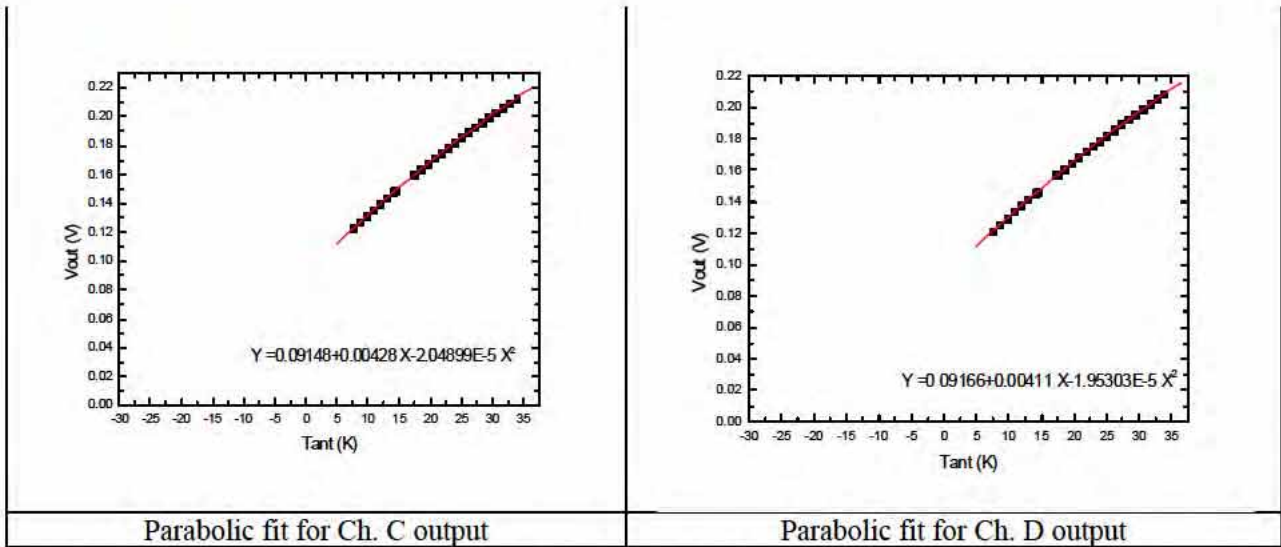 0.22
0.20
0.18
0.16
0.14
0.12
0.10
0.08
0.06
0.04
0.02
0.00
Vout (V)
Y =0.09148+0.00428 X-2.04899E-5 X²
-30 -25 -20 -15 -10 -5 0 5 10 15 20 25 30 35
Tant (K)
Parabolic fit for Ch. C output
0.22
0.20
0.18
0.16
0.14
0.12
0.10
0.08
0.06
0.04
0.02
0.00
Vout (V)
Y =0.09166+0.00411 X-1.95303E-5 X²
-30 -25 -20 -15 -10 -5 0 5 10 15 20 25 30 35
Tant (K)
Parabolic fit for Ch. D output